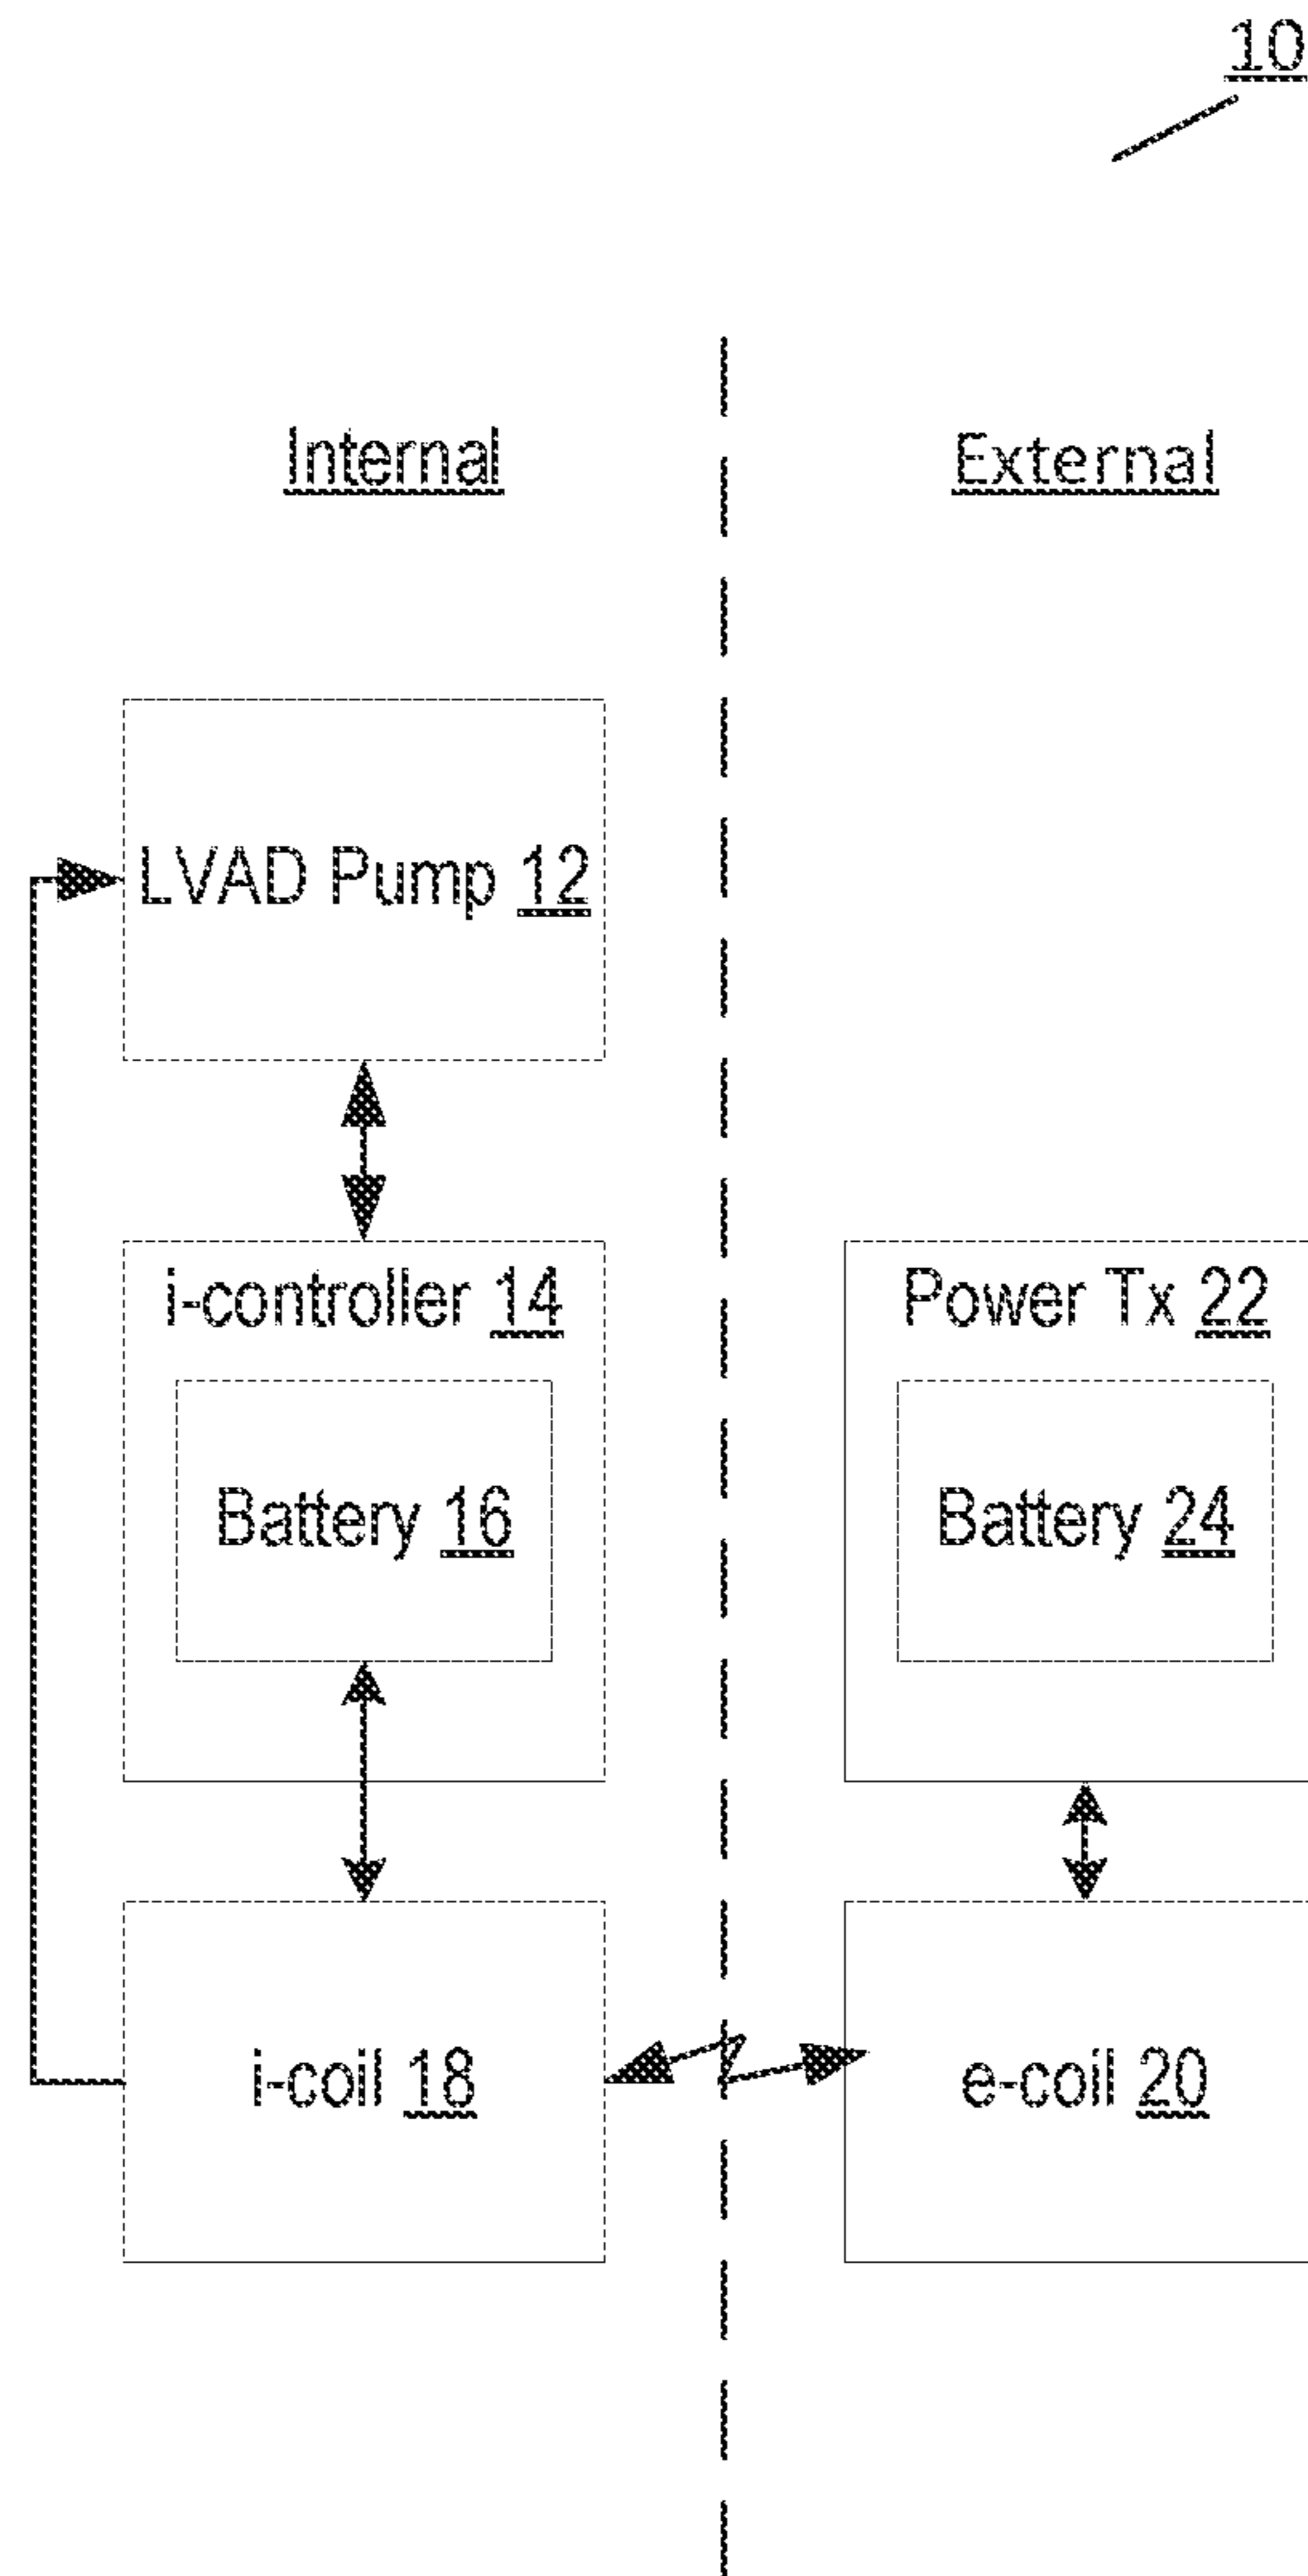 10
Internal
External
LVAD Pump 12
i-controller 14
Power Tx 22
Battery 16
Battery 24
i-coil 18
e-coil 20